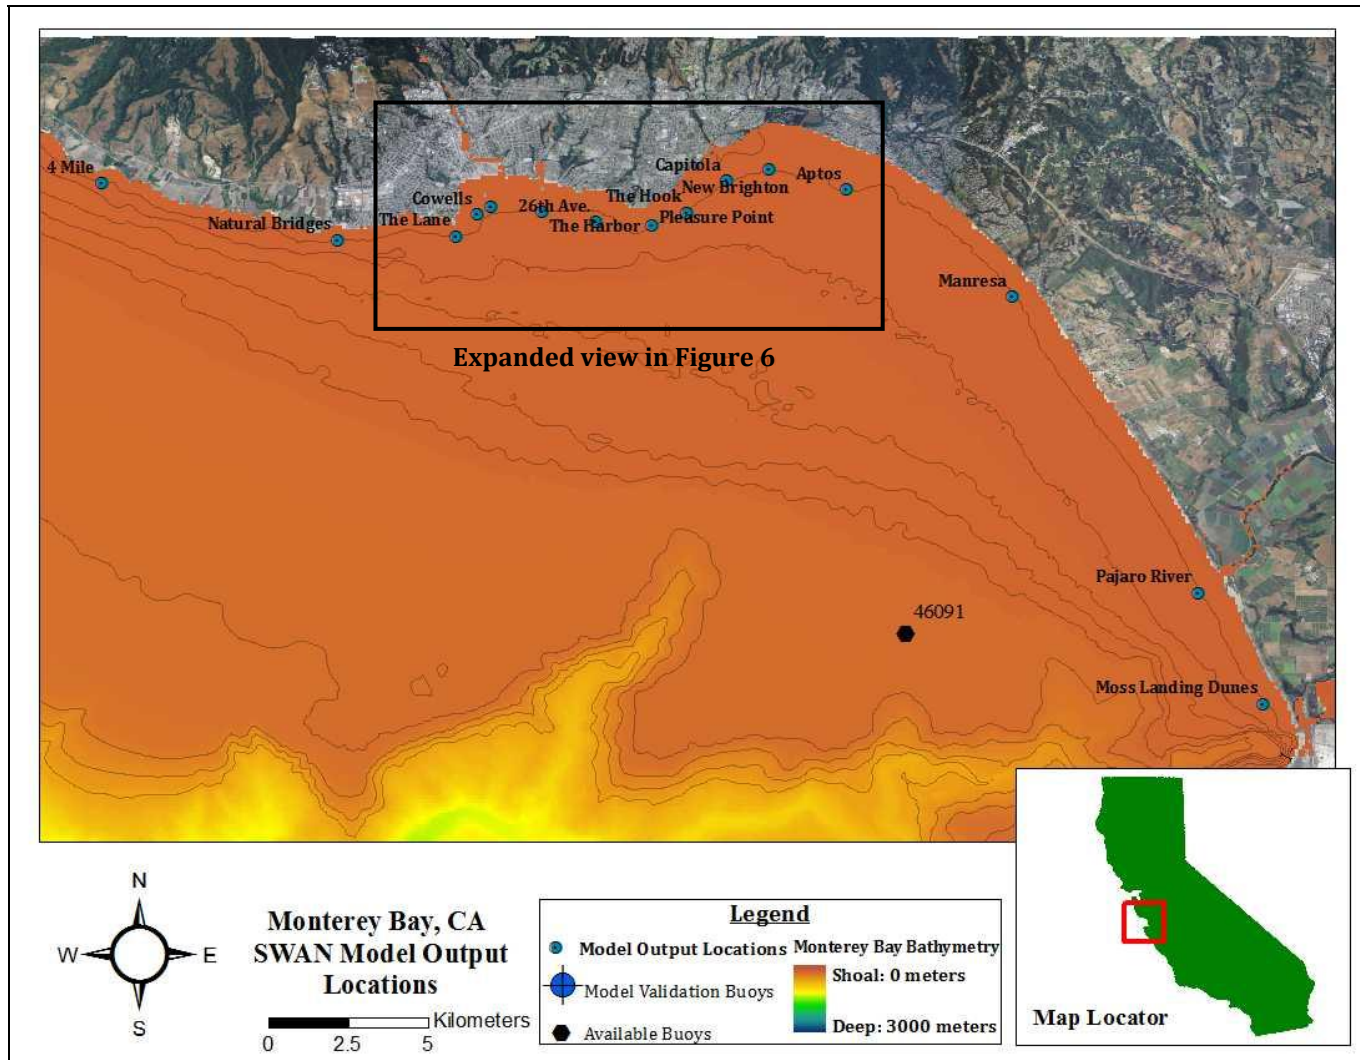 4 Mile
Natural Bridges
The Lane
Cowells
26th Ave.
The Harbor
The Hook
Pleasure Point
Capitola
New Brighton
Aptos
Manresa
Expanded view in Figure 6
Pajaro River
46091
Moss Landing Dunes
N
W
E
S
Monterey Bay, CA
SWAN Model Output
Locations
Kilometers
0 2.5 5
Legend
Model Output Locations
Model Validation Buoys
Available Buoys
Monterey Bay Bathymetry
Shoal: 0 meters
Deep: 3000 meters
Map Locator